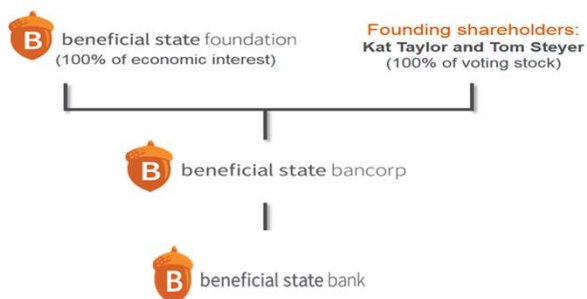 B beneficial state foundation
(100% of economic interest)
Founding shareholders:
Kat Taylor and Tom Steyer
(100% of voting stock)
B beneficial state bancorp
B beneficial state bank